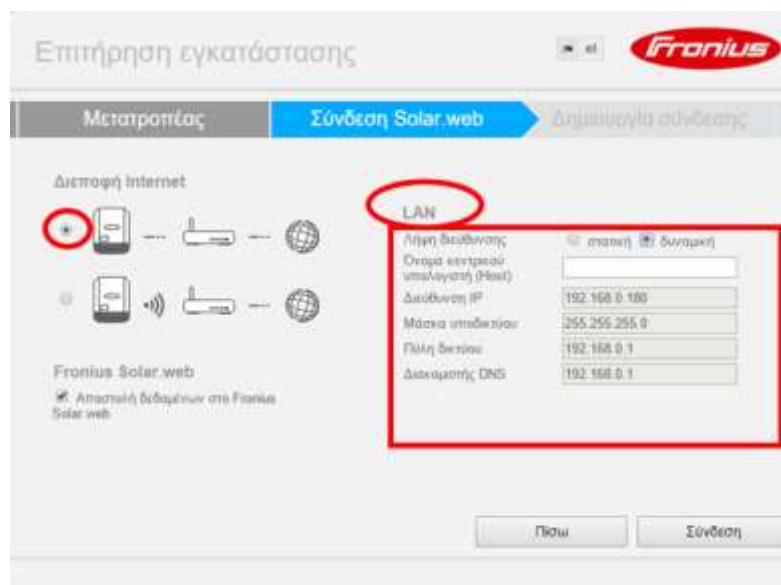 Επιτήρηση εγκατάστασης
el
Fronius
Μετατροπέας
Σύνδεση Solar.web
Δημιουργία σύνδεσης
Διεπαφή Internet
LAN
Λήψη διεύθυνσης
στατική
δυναμική
Όνομα κεντρικού
υπολογιστή (Host)
Διεύθυνση IP
192.168.0.180
Μάσκα υποδικτύου
255.255.255.0
Πύλη δικτύου
192.168.0.1
Διακομιστής DNS
192.168.0.1
Fronius Solar.web
Αποστολή δεδομένων στο Fronius
Solar.web
Πίσω
Σύνδεση